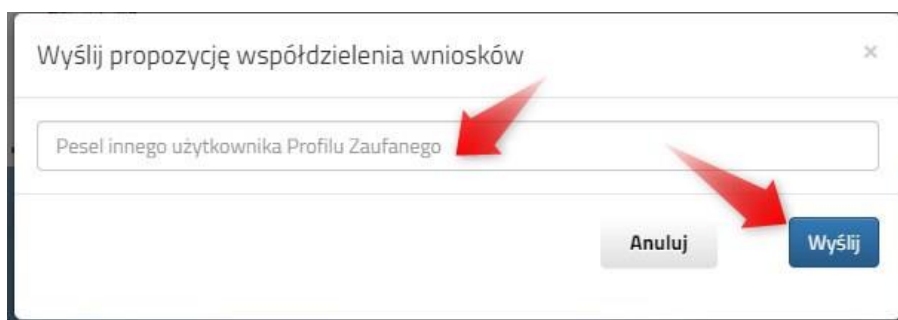 Wyślij propozycję współdzielenia wniosków
×
Pesel innego użytkownika Profilu Zaufanego
Anuluj
Wyślij